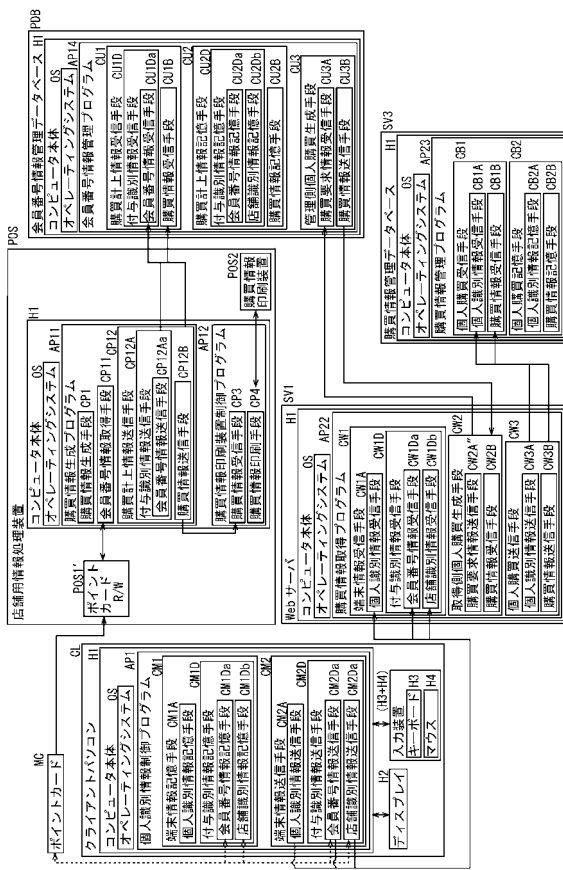 MC
ポイントカード
CL
クライアントパソコン
H1
コンピュータ本体
OS
オペレーティングシステム
AP1
個人識別情報制御プログラム
CM1
端末情報記憶手段
CM1A
個人識別情報記憶手段
CM1D
付与識別情報記憶手段
CM1Da
会員番号情報記憶手段
CM1Db
店舗識別情報記憶手段
CM2
端末情報送信手段
CM2A
個人識別情報送信手段
CM2D
付与識別情報送信手段
CM2Da
会員番号情報送信手段
CM2Da
店舗識別情報送信手段
H2
ディスプレイ
(H3+H4)
入力装置
キーボード
H3
マウス
H4
店舗用情報処理装置
PDS
POS1'
ポイント
カード
R/W
H1
コンピュータ本体
OS
オペレーティングシステム
AP11
購買情報生成プログラム
購買情報生成手段
CP1
会員番号情報取得手段
CP11
CP12
購買計上情報送信手段
CP12A
付与識別情報送信手段
CP12Aa
会員番号情報送信手段
購買情報送信手段
CP12B
AP12
購買情報印刷装置制御プログラム
購買情報受信手段
CP3
購買情報印刷手段
CP4
POS2
購買情報
印刷装置
PDB
会員番号情報管理データベース
H1
コンピュータ本体
OS
オペレーティングシステム
AP14
会員番号情報管理プログラム
CU1
購買計上情報受信手段
CU1D
付与識別情報受信手段
CU1Da
会員番号情報受信手段
購買情報受信手段
CU1B
CU2
購買計上情報記憶手段
CU2D
付与識別情報記憶手段
CU2Da
会員番号情報記憶手段
CU2Db
店舗識別情報記憶手段
購買情報記憶手段
CU2B
CU3
管理側個人購買生成手段
CU3A
購買要求情報受信手段
CU3B
購買情報送信手段
SV1
Webサーバ
H1
コンピュータ本体
OS
オペレーティングシステム
AP22
購買情報取得プログラム
CW1
端末情報受信手段
CW1A
個人識別情報受信手段
CW1D
付与識別情報受信手段
CW1Da
会員番号情報受信手段
CW1Db
店舗識別情報受信手段
CW2
取得側個人購買生成手段
CW2A"
購買要求情報送信手段
CW2B
購買情報受信手段
CW3
個人購買送信手段
CW3A
個人識別情報送信手段
CW3B
購買情報送信手段
SV3
購買情報管理データベース
H1
コンピュータ本体
OS
オペレーティングシステム
AP23
購買情報管理プログラム
CB1
個人購買受信手段
CB1A
個人識別情報受信手段
CB1B
購買情報受信手段
CB2
個人購買記憶手段
CB2A
個人識別情報記憶手段
CB2B
購買情報記憶手段